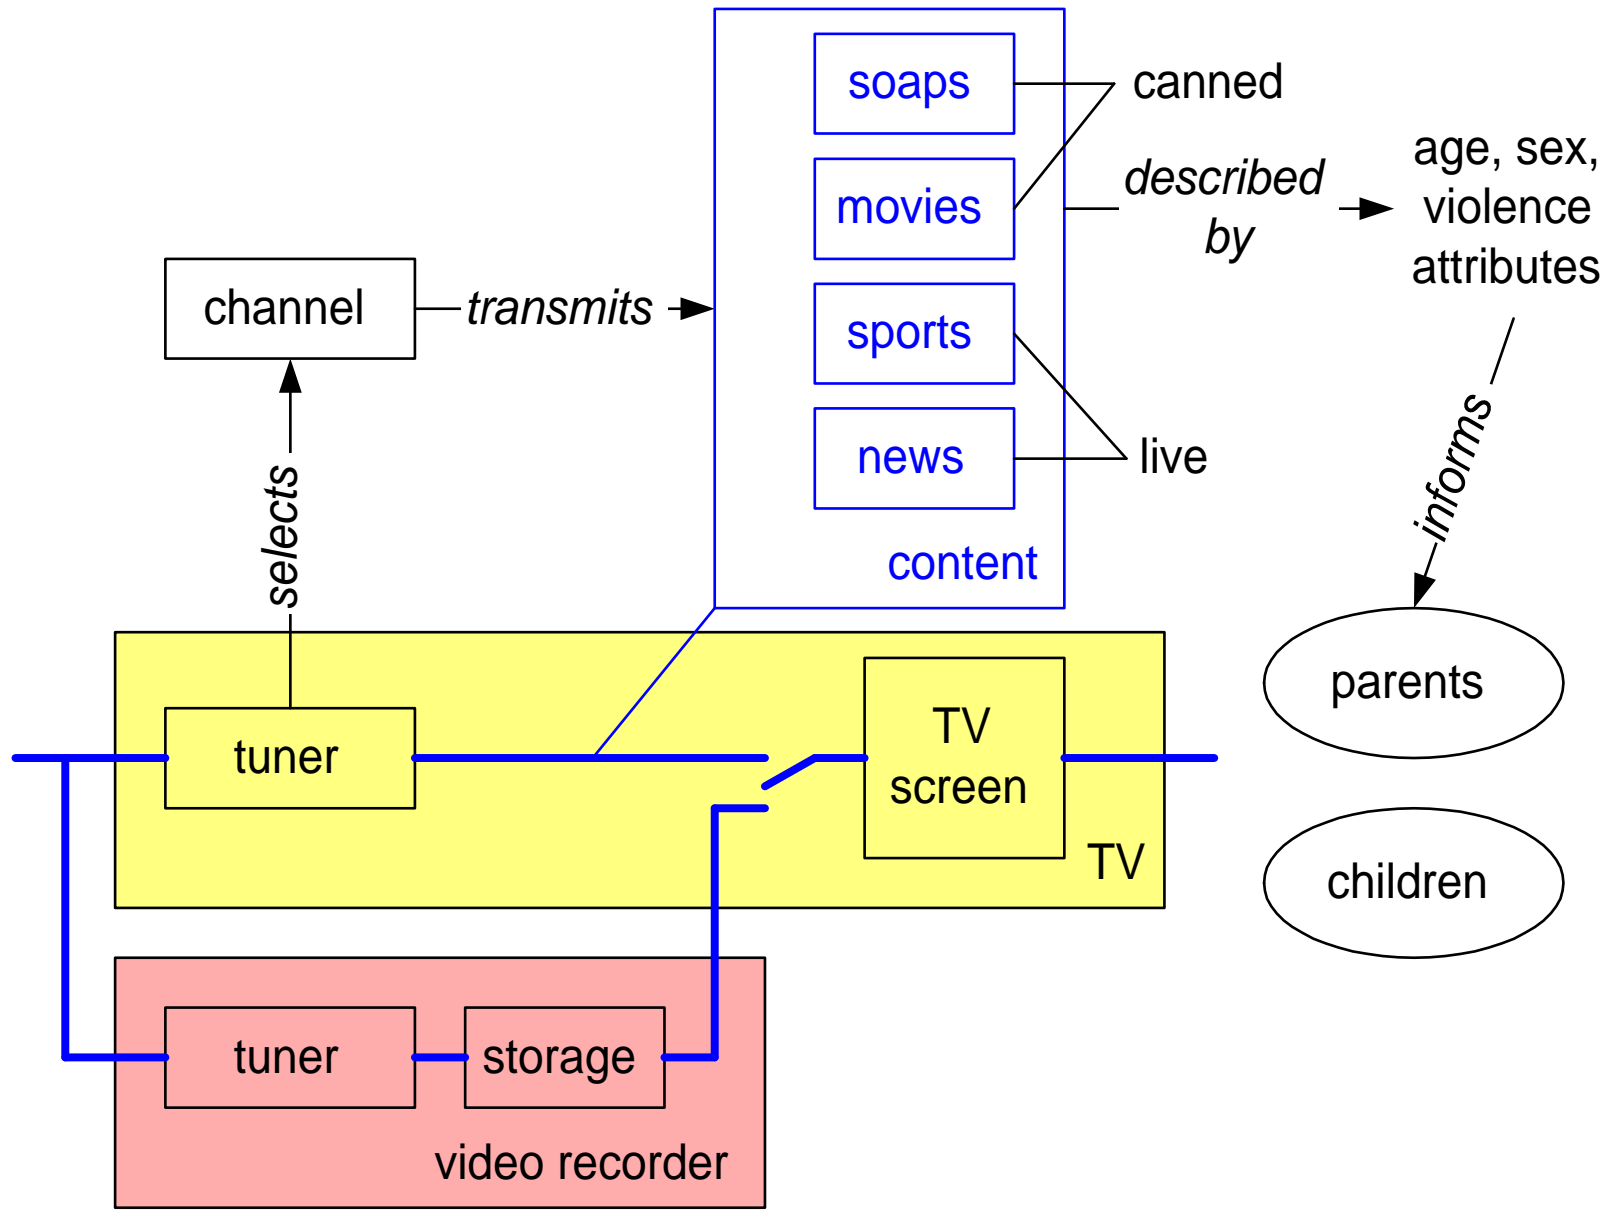 soaps
canned
movies
described
by
age, sex,
violence
attributes
channel
transmits
sports
news
live
content
selects
informs
parents
tuner
TV
screen
TV
children
tuner
storage
video recorder